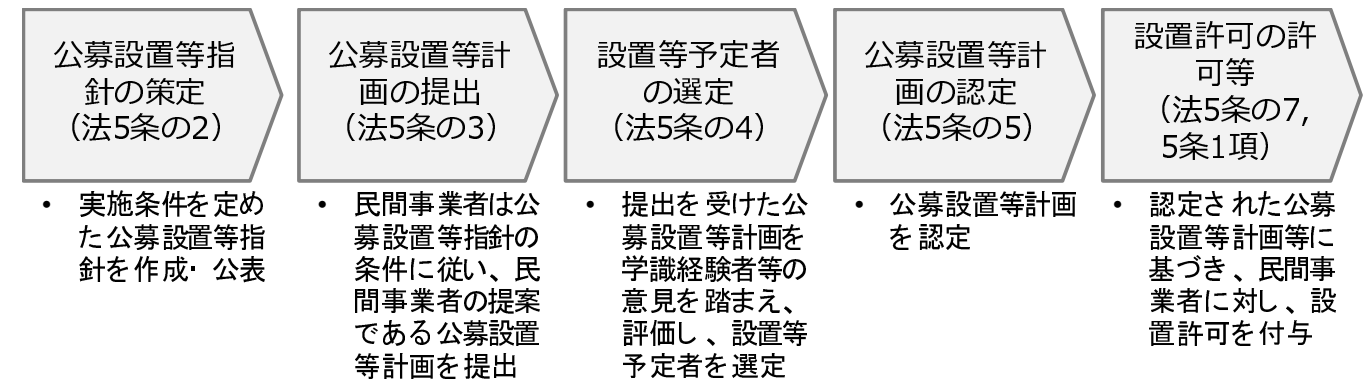 公募設置等指
針の策定
（法5条の2）
• 実施条件を定め
た公募設置等指
針を作成・公表
公募設置等計
画の提出
（法5条の3）
• 民間事業者は公
募設置等指針の
条件に従い、民
間事業者の提案
である公募設置
等計画を提出
設置等予定者
の選定
（法5条の4）
• 提出を受けた公
募設置等計画を
学識経験者等の
意見を踏まえ、
評価し、設置等
予定者を選定
公募設置等計
画の認定
（法5条の5）
• 公募設置等計画
を認定
設置許可の許
可等
（法5条の7,
5条1項）
• 認定された公募
設置等計画等に
基づき、民間事
業者に対し、設
置許可を付与